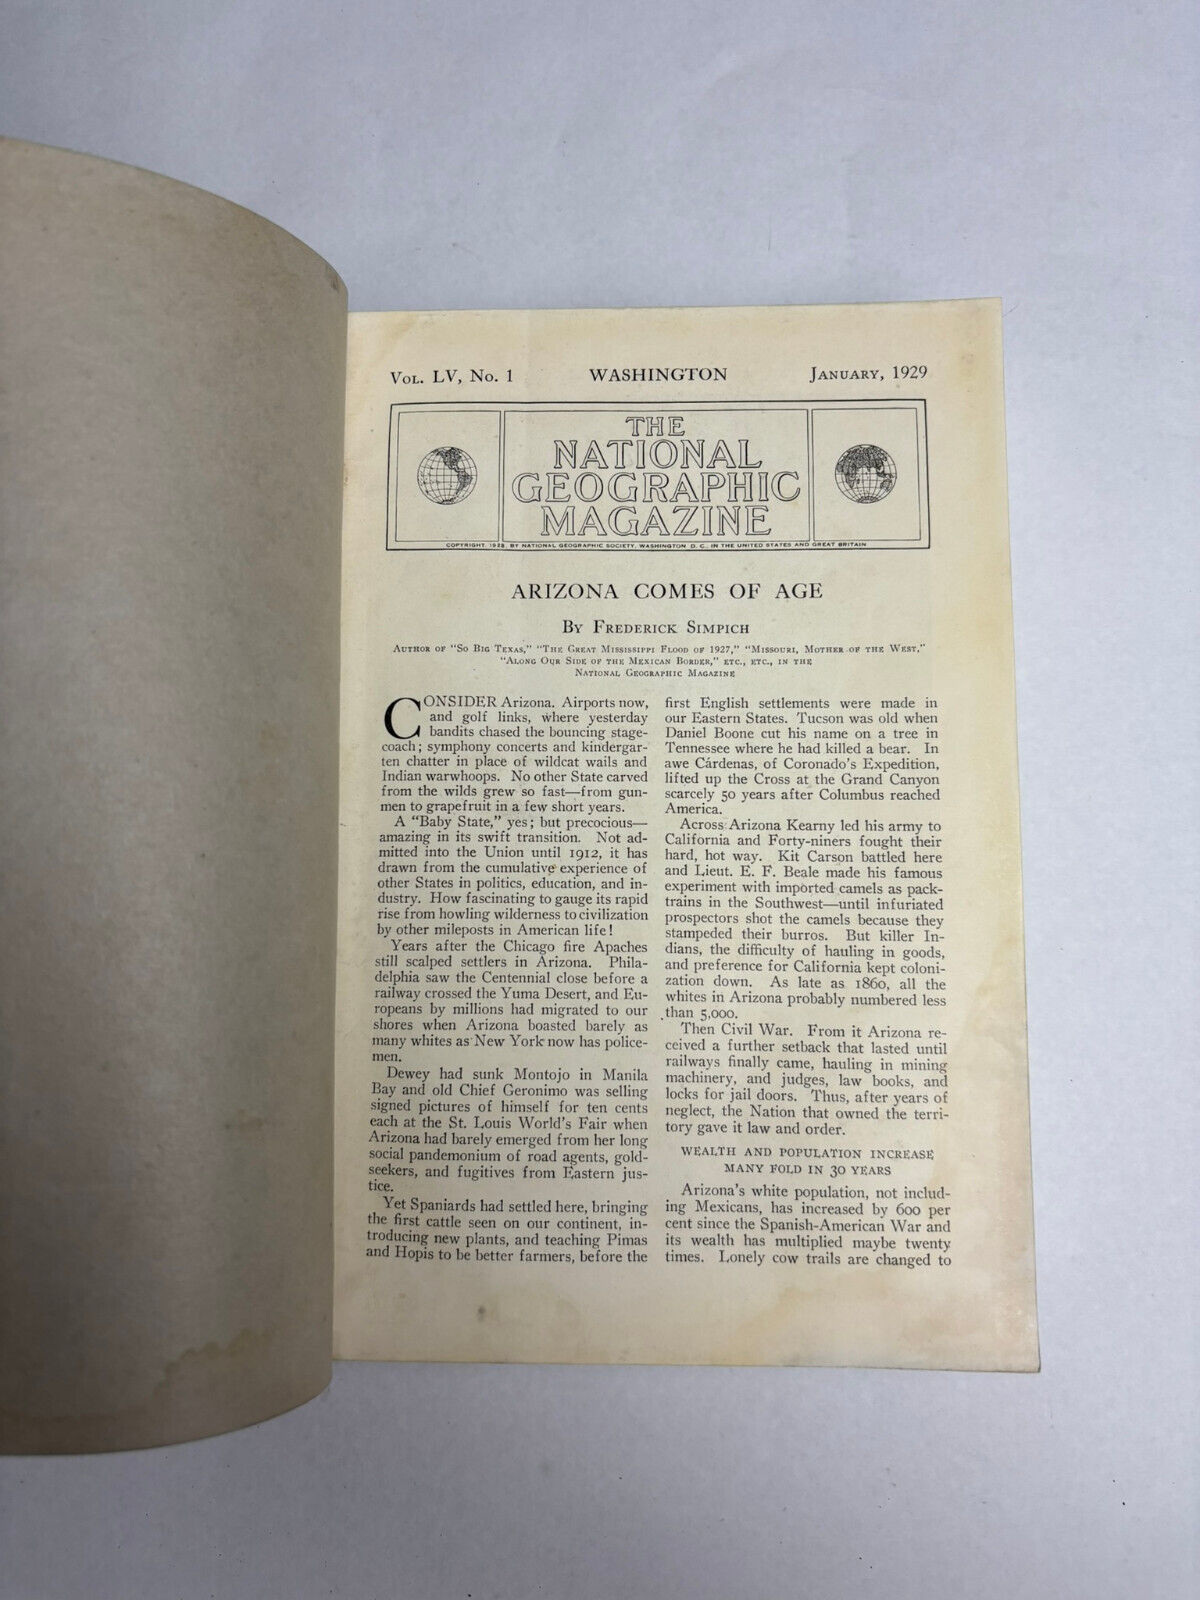 Vol. LV, No. 1 WASHINGTON January, 1929
THE
NATIONAL
GEOGRAPHIC
MAGAZINE
COPYRIGHT, 1928, BY NATIONAL GEOGRAPHIC SOCIETY, WASHINGTON D. C., IN THE UNITED STATES AND GREAT BRITAIN
ARIZONA COMES OF AGE
By Frederick Simpich
Author of "So Big Texas," "The Great Mississippi Flood of 1927," "Missouri, Mother of the West,"
"Along Our Side of the Mexican Border," etc., etc., in the
National Geographic Magazine
CONSIDER Arizona. Airports now,
and golf links, where yesterday
bandits chased the bouncing stage-
coach; symphony concerts and kindergar-
ten chatter in place of wildcat wails and
Indian warwhoops. No other State carved
from the wilds grew so fast—from gun-
men to grapefruit in a few short years.
A "Baby State," yes; but precocious—
amazing in its swift transition. Not ad-
mitted into the Union until 1912, it has
drawn from the cumulative experience of
other States in politics, education, and in-
dustry. How fascinating to gauge its rapid
rise from howling wilderness to civilization
by other mileposts in American life!
Years after the Chicago fire Apaches
still scalped settlers in Arizona. Phila-
delphia saw the Centennial close before a
railway crossed the Yuma Desert, and Eu-
ropeans by millions had migrated to our
shores when Arizona boasted barely as
many whites as New York now has police-
men.
Dewey had sunk Montojo in Manila
Bay and old Chief Geronimo was selling
signed pictures of himself for ten cents
each at the St. Louis World's Fair when
Arizona had barely emerged from her long
social pandemonium of road agents, gold-
seekers, and fugitives from Eastern jus-
tice.
Yet Spaniards had settled here, bringing
the first cattle seen on our continent, in-
troducing new plants, and teaching Pimas
and Hopis to be better farmers, before the
first English settlements were made in
our Eastern States. Tucson was old when
Daniel Boone cut his name on a tree in
Tennessee where he had killed a bear. In
awe Cárdenas, of Coronado's Expedition,
lifted up the Cross at the Grand Canyon
scarcely 50 years after Columbus reached
America.
Across Arizona Kearny led his army to
California and Forty-niners fought their
hard, hot way. Kit Carson battled here
and Lieut. E. F. Beale made his famous
experiment with imported camels as pack-
trains in the Southwest—until infuriated
prospectors shot the camels because they
stampeded their burros. But killer In-
dians, the difficulty of hauling in goods,
and preference for California kept coloni-
zation down. As late as 1860, all the
whites in Arizona probably numbered less
than 5,000.
Then Civil War. From it Arizona re-
ceived a further setback that lasted until
railways finally came, hauling in mining
machinery, and judges, law books, and
locks for jail doors. Thus, after years of
neglect, the Nation that owned the terri-
tory gave it law and order.
WEALTH AND POPULATION INCREASE
MANY FOLD IN 30 YEARS
Arizona's white population, not includ-
ing Mexicans, has increased by 600 per
cent since the Spanish-American War and
its wealth has multiplied maybe twenty
times. Lonely cow trails are changed to